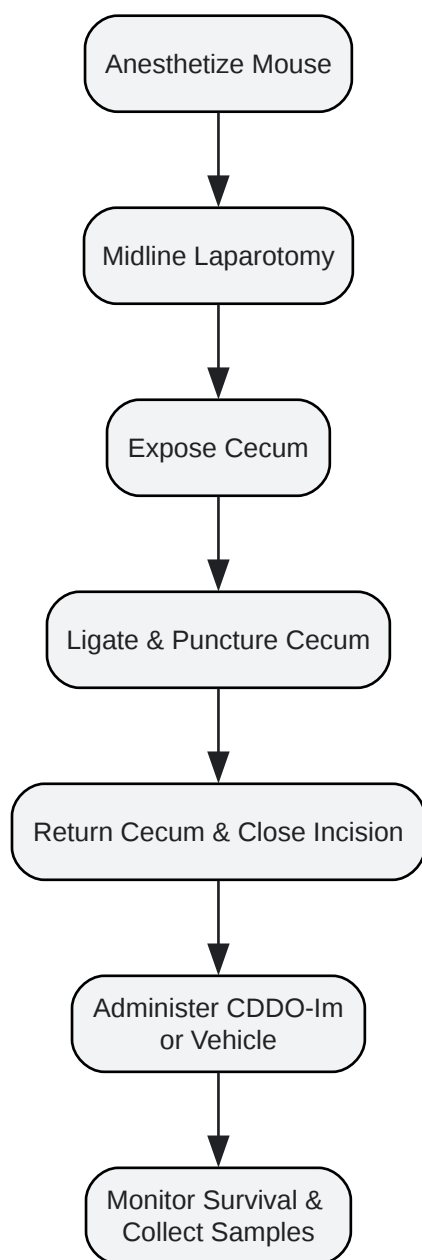 Anesthetize Mouse
Midline Laparotomy
Expose Cecum
Ligate & Puncture Cecum
Return Cecum & Close Incision
Administer CDDO-Im
or Vehicle
Monitor Survival &
Collect Samples